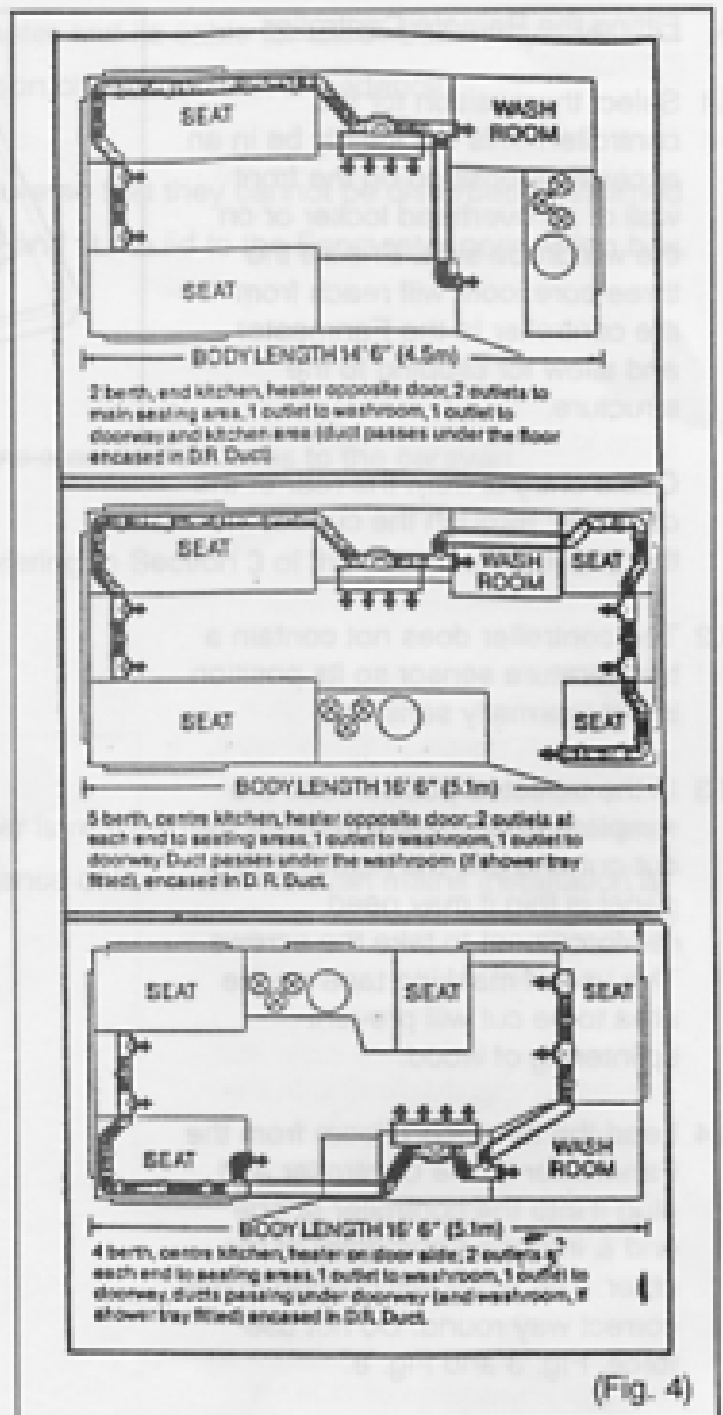 SEAT
WASH
ROOM
SEAT
BODY LENGTH 14' 6" (4.5m)
2 berth, end kitchen, heater opposite door, 2 outlets to
main seating area, 1 outlet to washroom, 1 outlet to
doorway and kitchen area (duct passes under the floor
encased in D.R. Duct)
SEAT
WASH
ROOM
SEAT
SEAT
SEAT
BODY LENGTH 16' 6" (5.1m)
5 berth, centre kitchen, heater opposite door, 2 outlets at
each end to seating areas, 1 outlet to washroom, 1 outlet to
doorway. Duct passes under the washroom (if shower tray
fitted), encased in D.R. Duct.
SEAT
SEAT
SEAT
SEAT
WASH
ROOM
BODY LENGTH 16' 6" (5.1m)
4 berth, centre kitchen, heater on door side, 2 outlets
each end to seating areas, 1 outlet to washroom, 1 outlet to
doorway, ducts passing under doorway (and washroom, if
shower tray fitted) encased in D.R. Duct.
(Fig. 4)